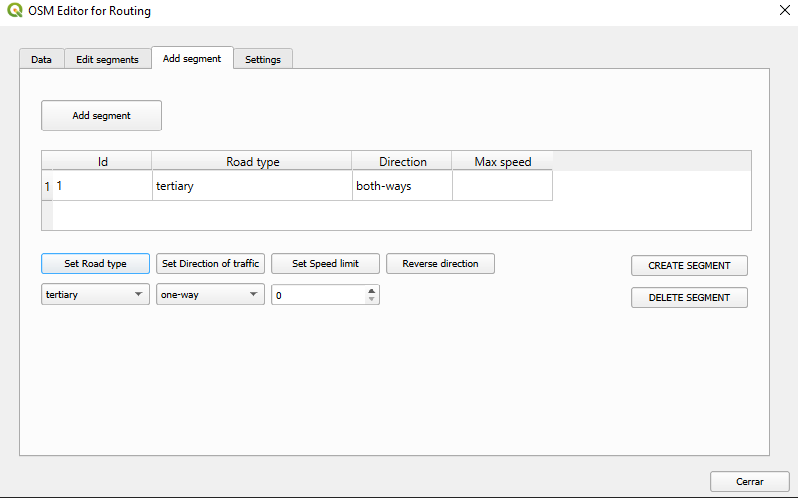 OSM Editor for Routing
Data Edit segments Add segment Settings
Add segment
Id Road type Direction Max speed
1 1 tertiary both-ways
Set Road type Set Direction of traffic Set Speed limit Reverse direction CREATE SEGMENT
tertiary one-way 0 DELETE SEGMENT
Cerrar